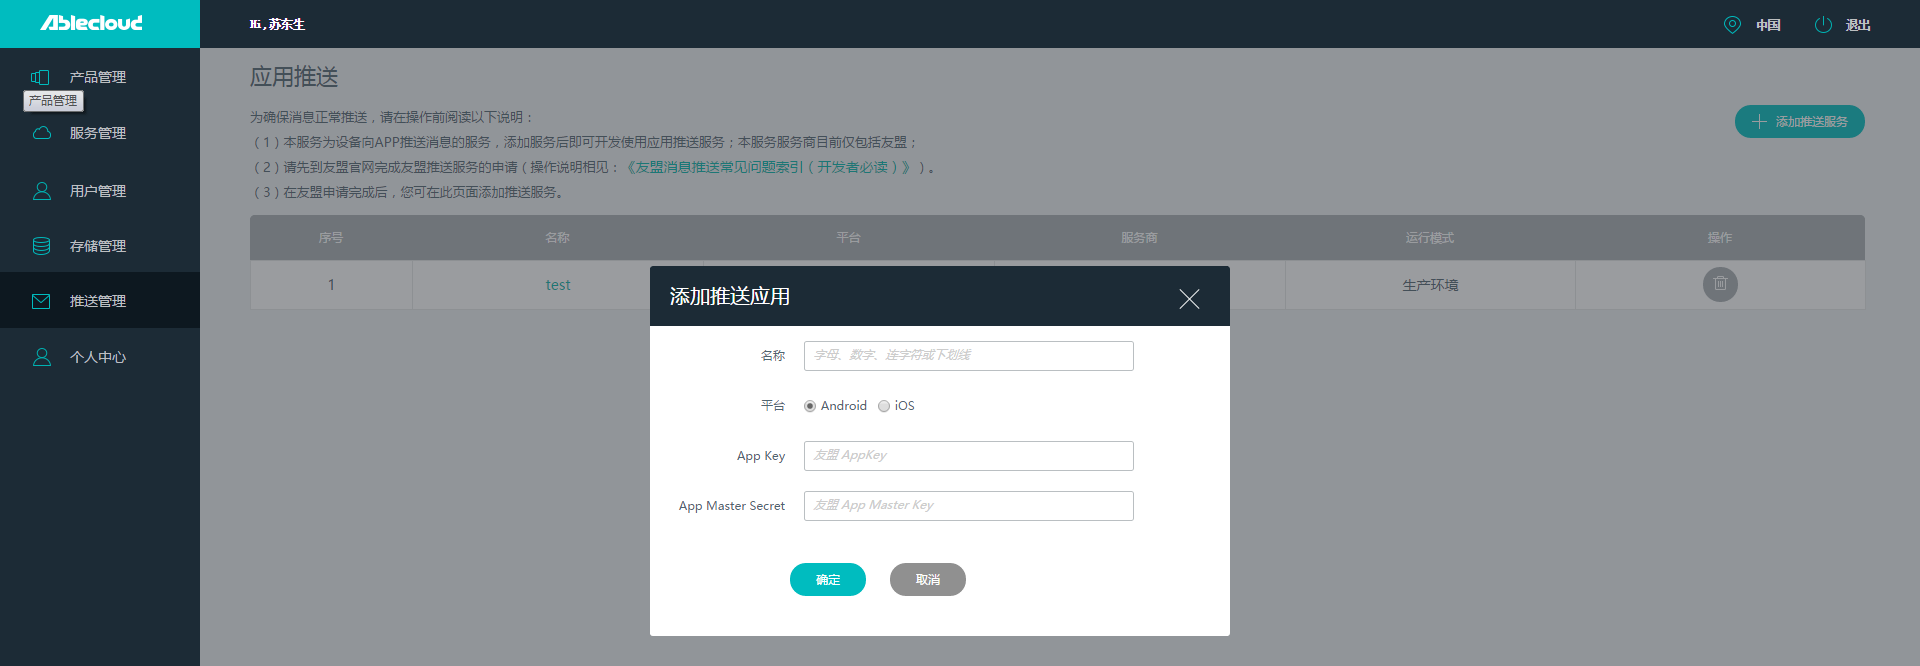 Ablecloud
Hi,苏东生
中国
退出
产品管理
产品管理
服务管理
用户管理
存储管理
推送管理
个人中心
应用推送
为确保消息正常推送，请在操作前阅读以下说明：
（1）本服务为设备向APP推送消息的服务，添加服务后即可开发使用应用推送服务；本服务服务商目前仅包括友盟；
（2）请先到友盟官网完成友盟推送服务的申请（操作说明相见：《友盟消息推送常见问题索引（开发者必读）》）。
（3）在友盟申请完成后，您可在此页面添加推送服务。
添加推送服务
序号 名称 平台 服务商 运行模式 操作
1 test 生产环境
添加推送应用
名称 字母、数字、连字符或下划线
平台 Android iOS
App Key 友盟 AppKey
App Master Secret 友盟 App Master Key
确定 取消